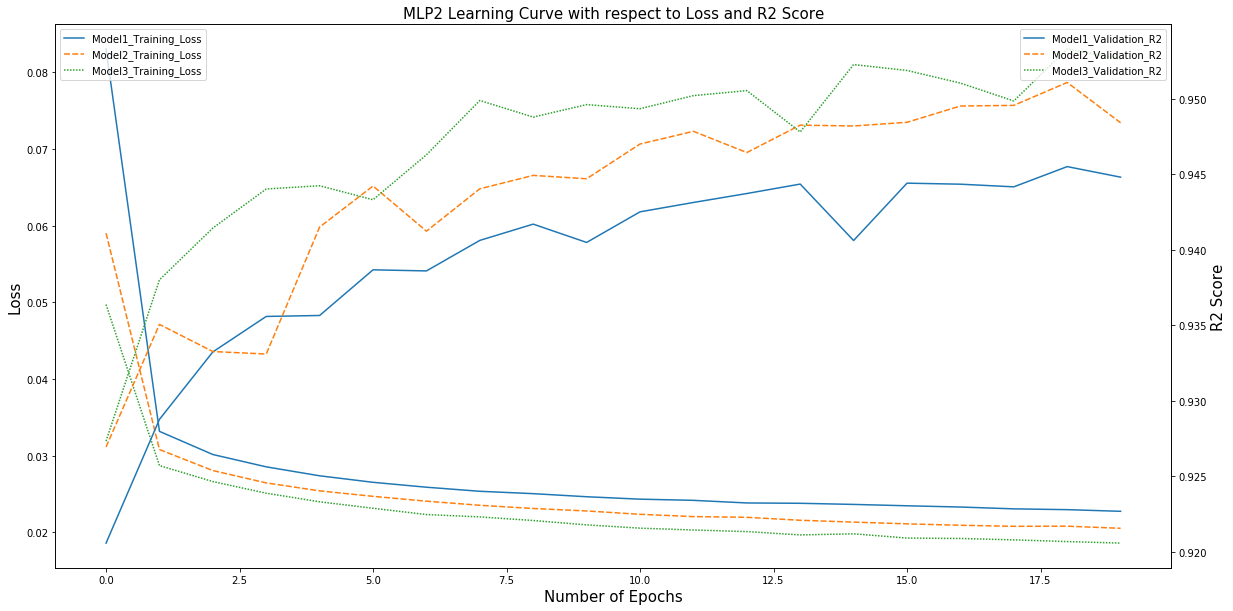 MLP2 Learning Curve with respect to Loss and R2 Score
Model1_Training_Loss
Model2_Training_Loss
Model3_Training_Loss
Model1_Validation_R2
Model2_Validation_R2
Model3_Validation_R2
Loss
0.08
0.07
0.06
0.05
0.04
0.03
0.02
R2 Score
0.950
0.945
0.940
0.935
0.930
0.925
0.920
0.0 2.5 5.0 7.5 10.0 12.5 15.0 17.5
Number of Epochs